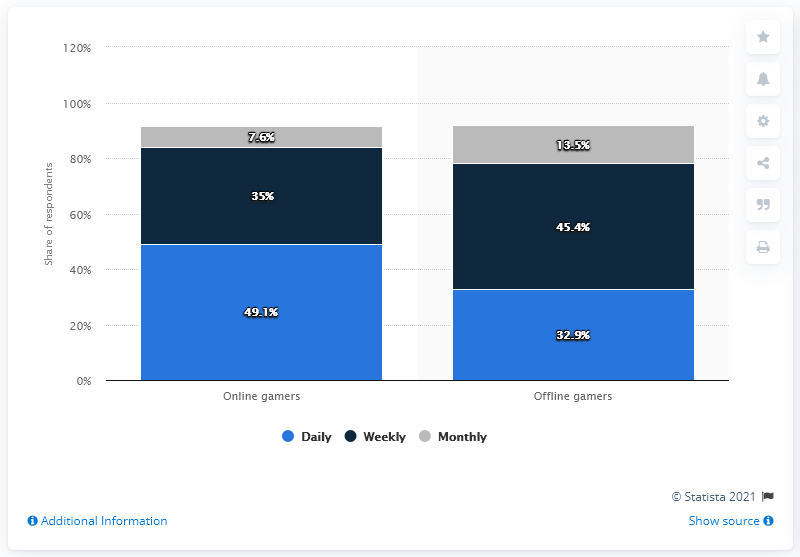 120%
100%
80%
60%
40%
20%
0%
Share of respondents
7.6%
35%
49.1%
13.5%
45.4%
32.9%
Online gamers
Offline gamers
Daily
Weekly
Monthly
© Statista 2021
Additional Information
Show source